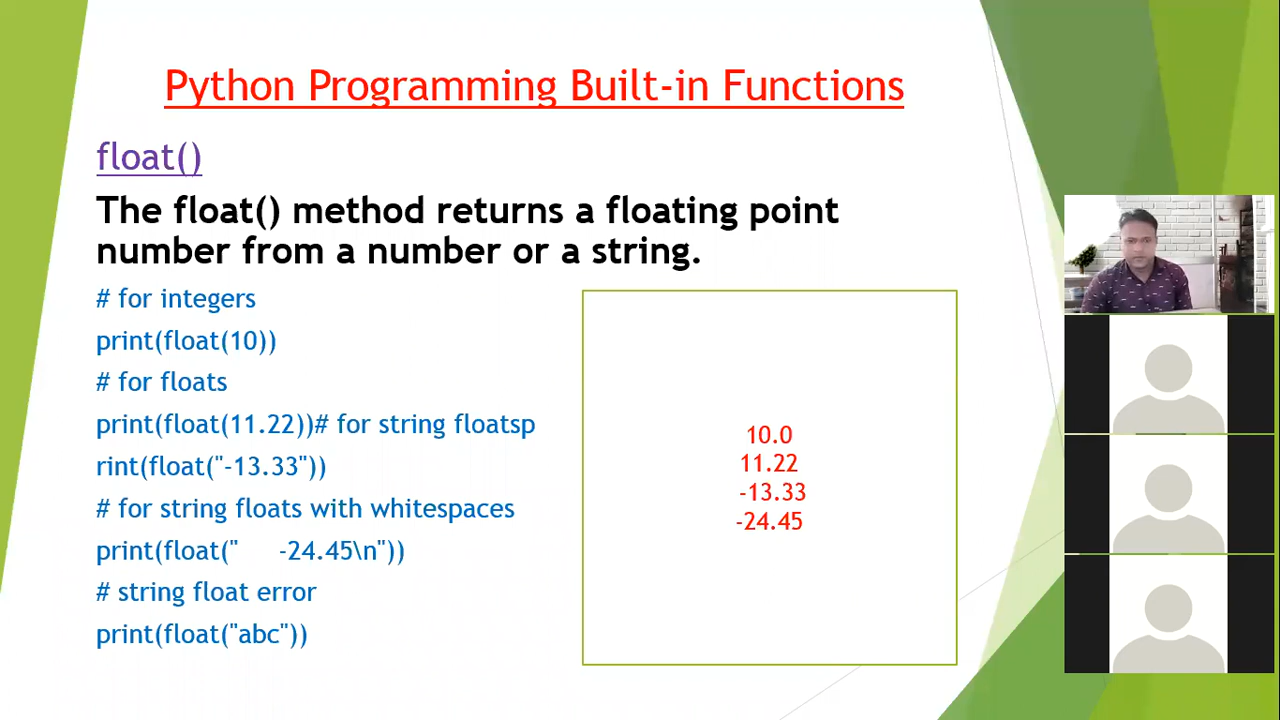 Python Programming Built-in Functions
float()
The float() method returns a floating point
number from a number or a string.
# for integers
print(float(10))
# for floats
print(float(11.22))# for string floatsp
rint(float("-13.33"))
# for string floats with whitespaces
print(float("     -24.45\n"))
# string float error
print(float("abc"))
10.0
11.22
-13.33
-24.45